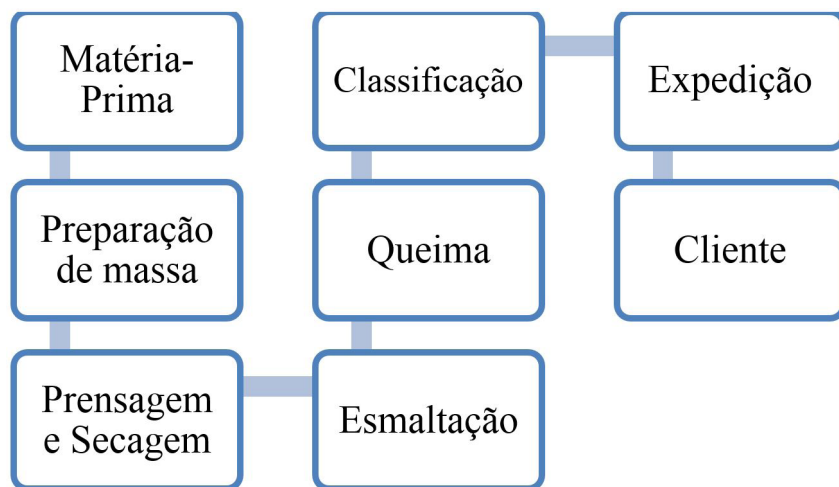 Matéria-
Prima
Preparação
de massa
Prensagem
e Secagem
Esmaltação
Queima
Classificação
Expedição
Cliente